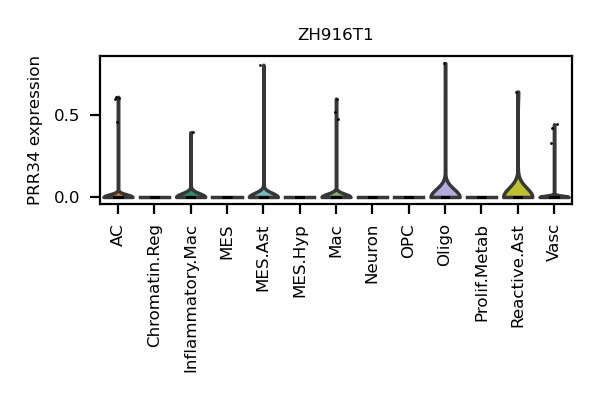 ZH916T1
PRR34 expression
0.5
0.0
AC
Chromatin.Reg
Inflammatory.Mac
MES
MES.Ast
MES.Hyp
Mac
Neuron
OPC
Oligo
Prolif.Metab
Reactive.Ast
Vasc